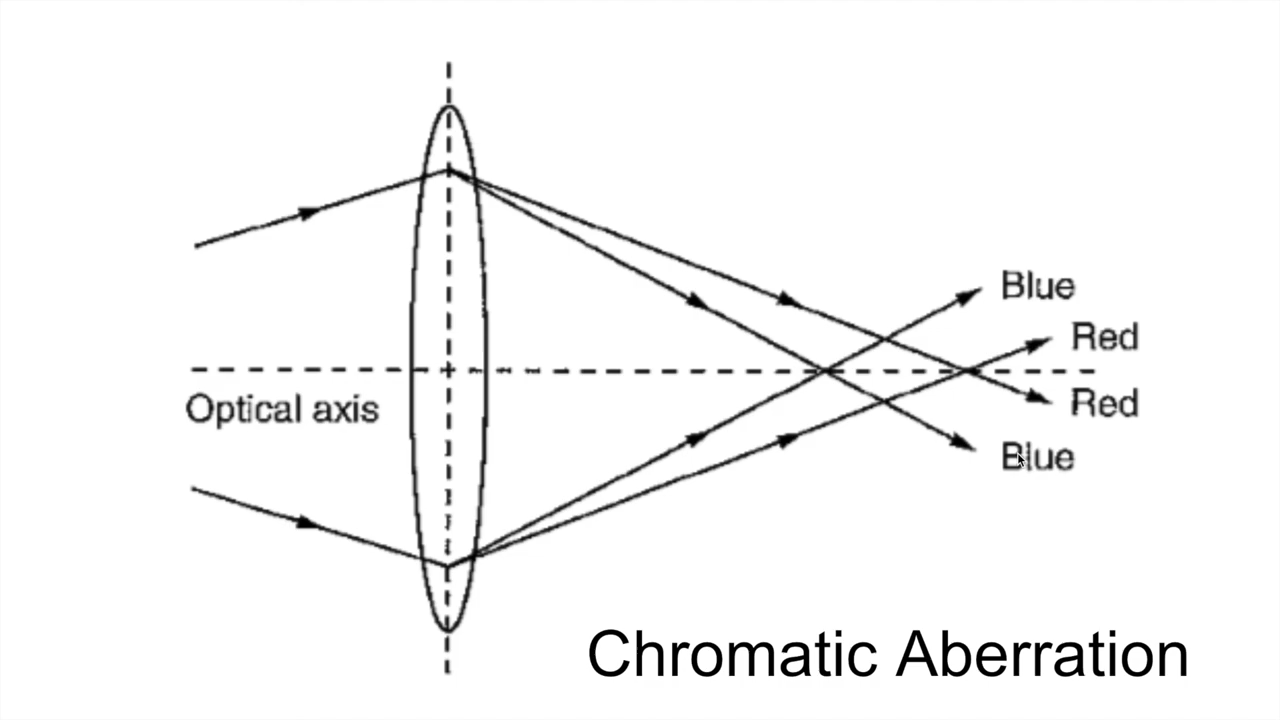 Blue
Red
Optical axis
Red
Blue
Chromatic Aberration